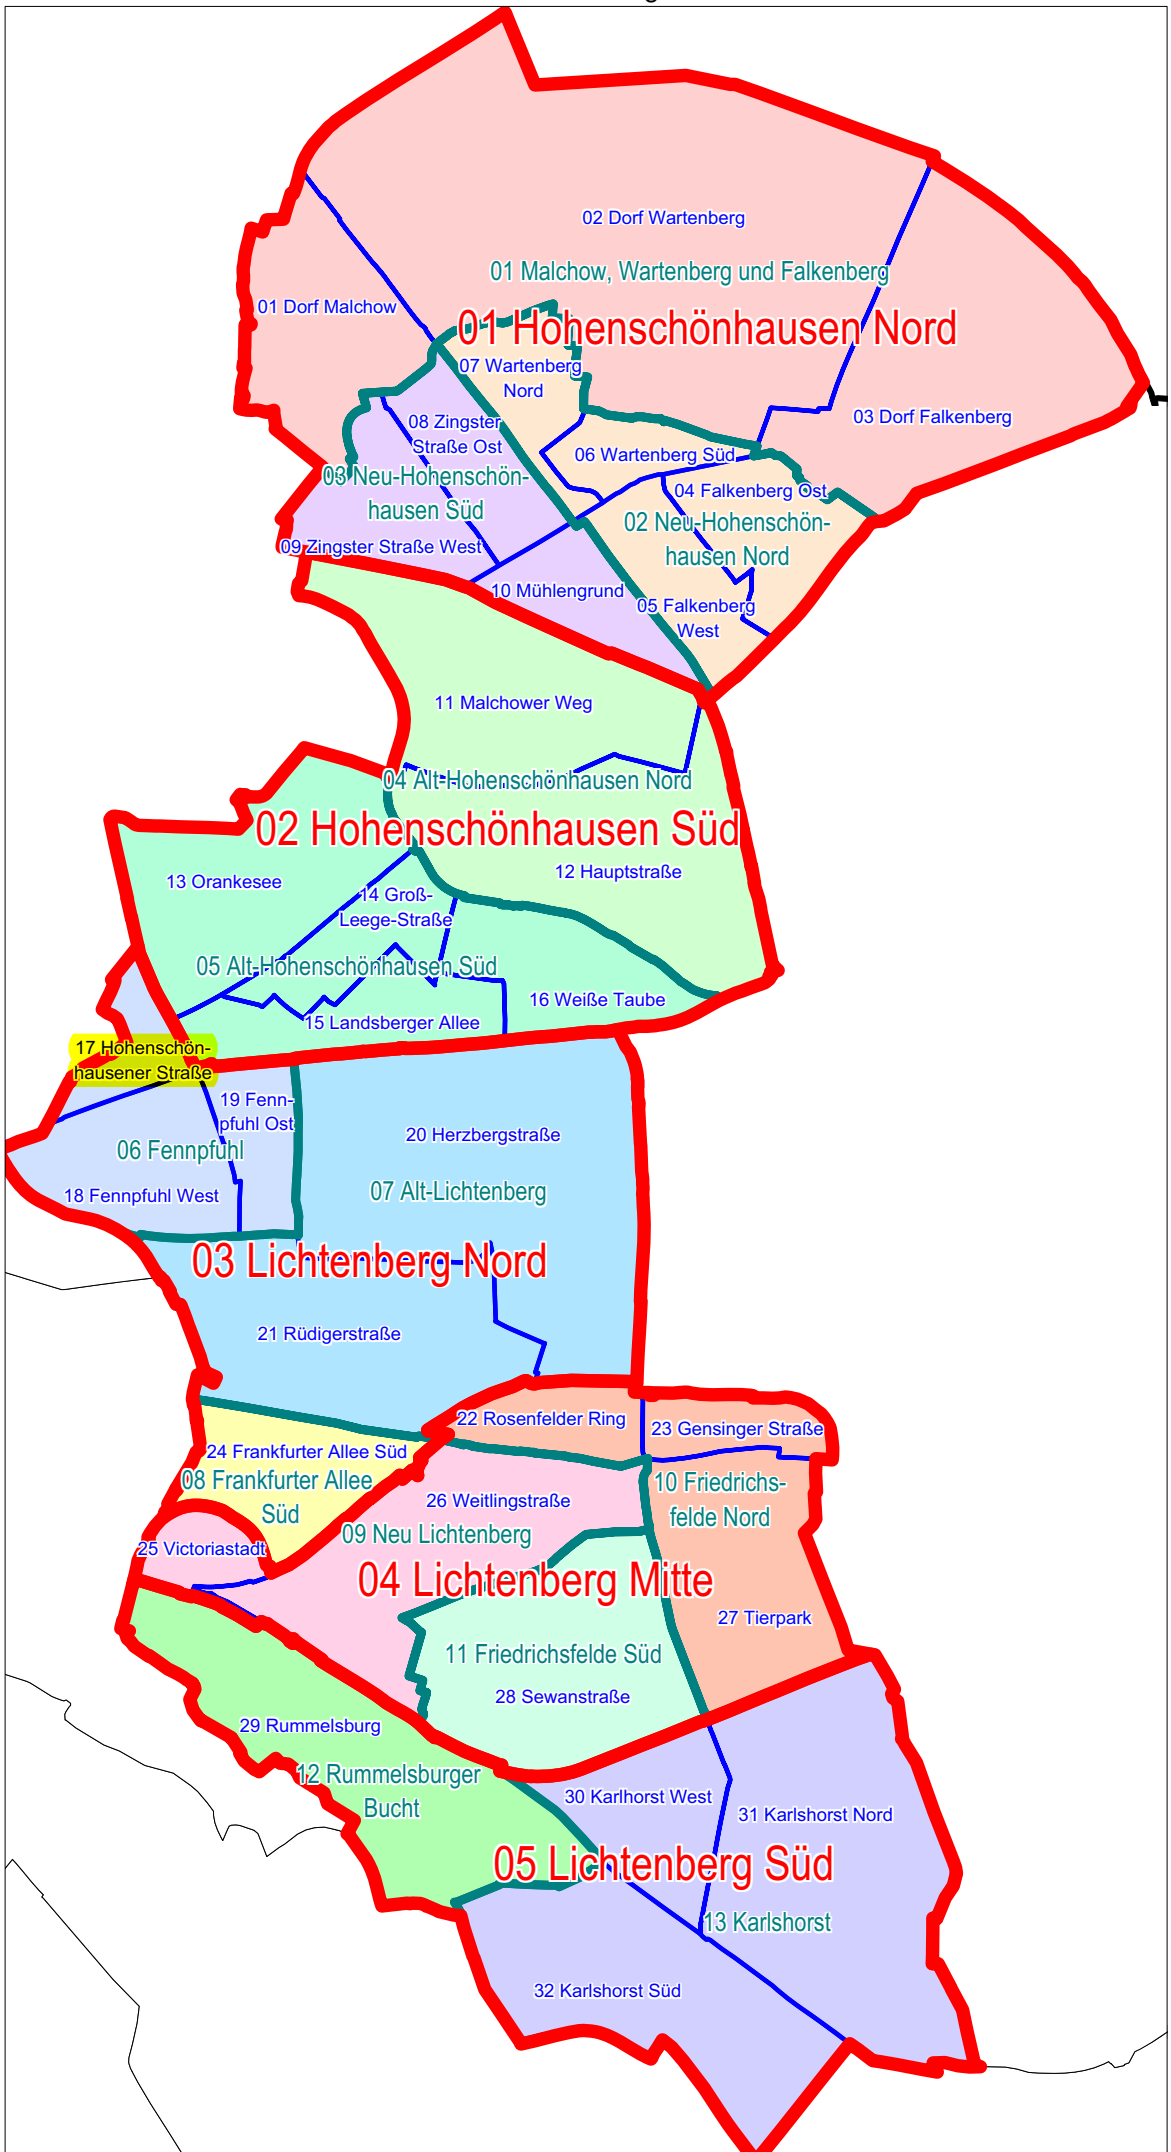 02 Dorf Wartenberg
01 Malchow, Wartenberg und Falkenberg
01 Dorf Malchow
01 Hohenschönhausen Nord
07 Wartenberg
Nord
03 Dorf Falkenberg
08 Zingster
Straße Ost
06 Wartenberg Süd
03 Neu-Hohenschön-
hausen Süd
04 Falkenberg Ost
02 Neu-Hohenschön-
hausen Nord
09 Zingster Straße West
10 Mühlengrund
05 Falkenberg
West
11 Malchower Weg
04 Alt-Hohenschönhausen Nord
02 Hohenschönhausen Süd
12 Hauptstraße
13 Orankesee
14 Groß-
Leege-Straße
05 Alt-Hohenschönhausen Süd
16 Weiße Taube
15 Landsberger Allee
17 Hohenschön-
hausener Straße
19 Fenn-
pfuhl Ost
20 Herzbergstraße
06 Fennpfuhl
18 Fennpfuhl West
07 Alt-Lichtenberg
03 Lichtenberg Nord
21 Rüdigerstraße
22 Rosenfelder Ring
23 Gensinger Straße
24 Frankfurter Allee Süd
08 Frankfurter Allee
Süd
10 Friedrichs-
felde Nord
26 Weitlingstraße
09 Neu Lichtenberg
25 Victoriastadt
04 Lichtenberg Mitte
27 Tierpark
11 Friedrichsfelde Süd
28 Sewanstraße
29 Rummelsburg
12 Rummelsburger
Bucht
30 Karlhorst West
31 Karlshorst Nord
05 Lichtenberg Süd
13 Karlshorst
32 Karlshorst Süd